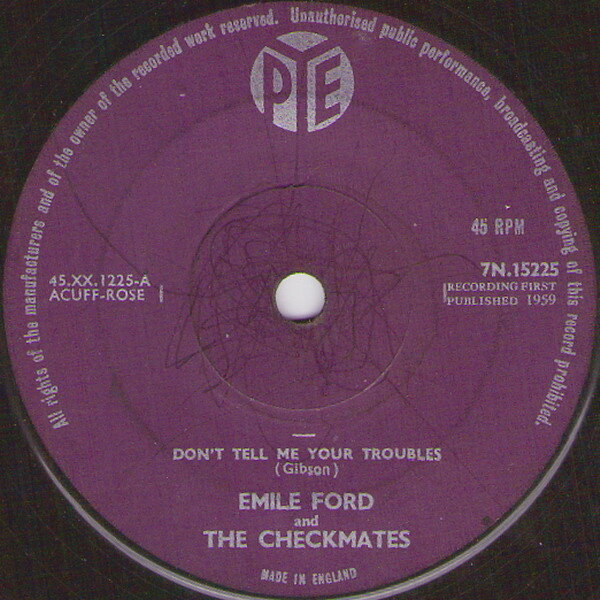 All rights of the manufacturers and of the owner of the recorded work reserved. Unauthorised public performance, broadcasting and copying of this record prohibited.
PYE
45 RPM
45.XX.1225-A
ACUFF-ROSE
7N.15225
RECORDING FIRST
PUBLISHED 1959
DON'T TELL ME YOUR TROUBLES
(Gibson)
EMILE FORD
and
THE CHECKMATES
MADE IN ENGLAND